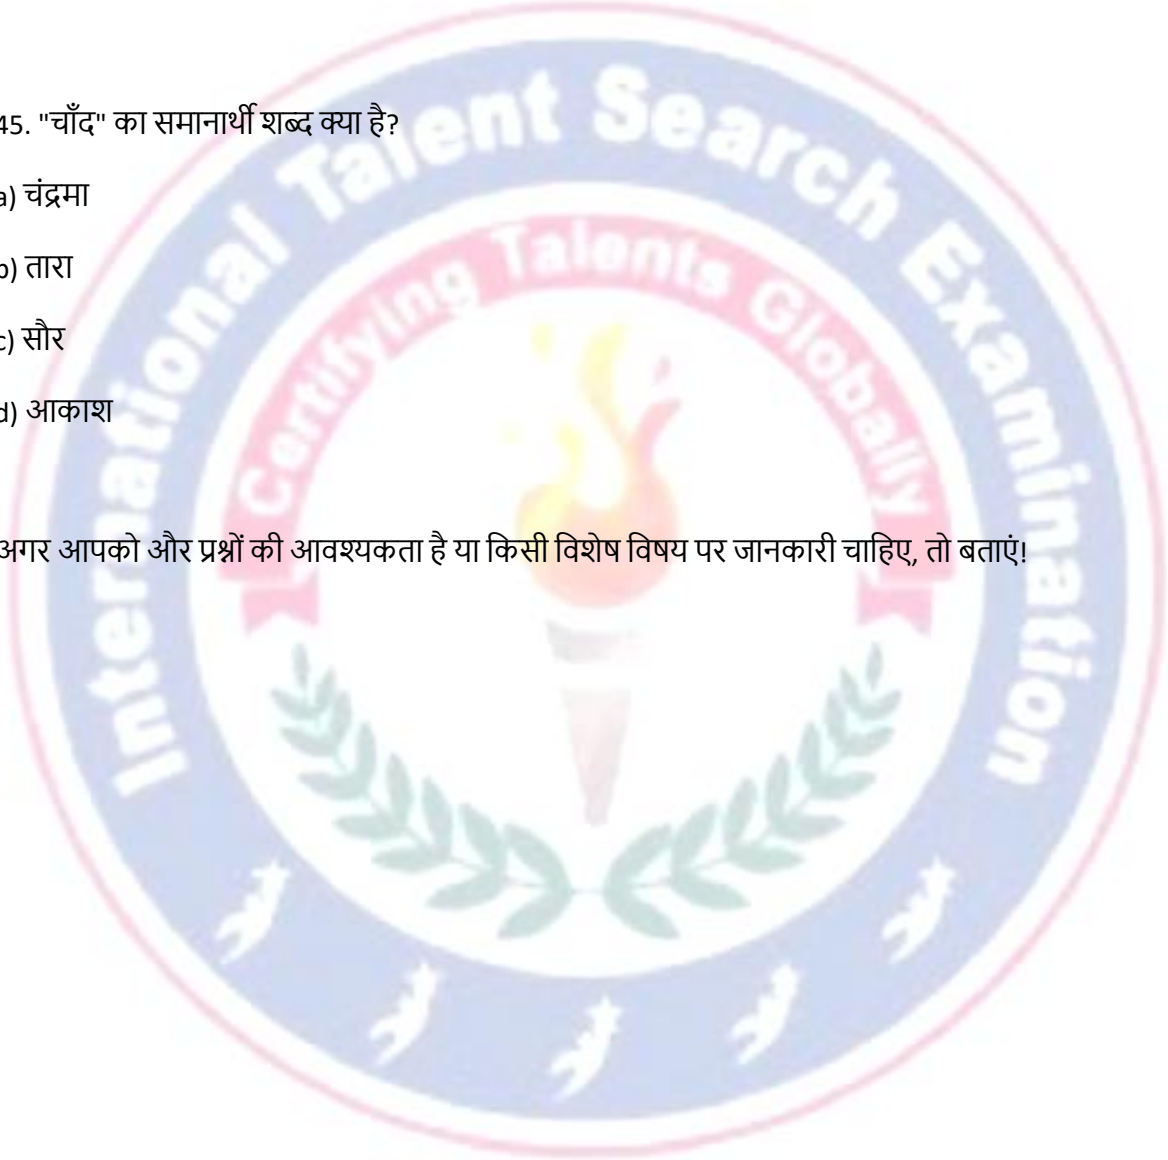 45. "चाँद" का समानार्थी शब्द क्या है?
a) चंद्रमा
b) तारा
c) सौर
d) आकाश
अगर आपको और प्रश्नों की आवश्यकता है या किसी विशेष विषय पर जानकारी चाहिए, तो बताएं!
International Talent Search Examination
Certifying Talents Globally